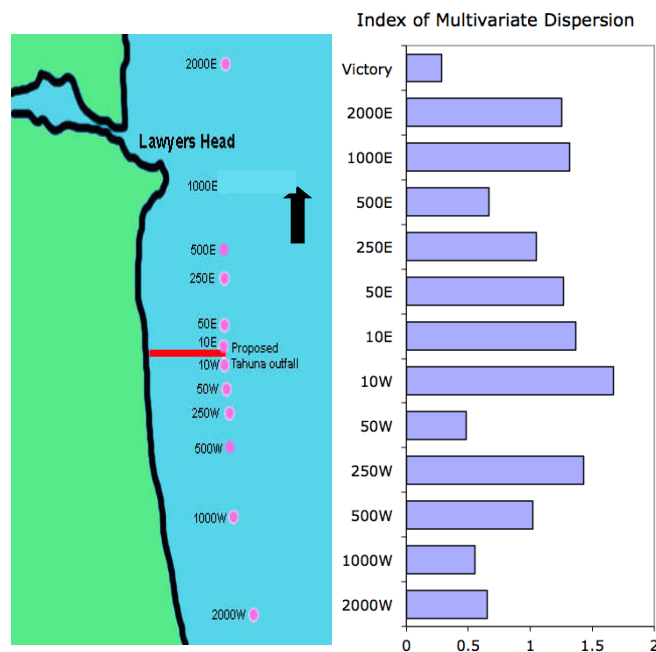 Index of Multivariate Dispersion
2000E
Lawyers Head
1000E
500E
250E
50E
10E
Proposed
10W
Tahuna outfall
50W
250W
500W
1000W
2000W
Victory
2000E
1000E
500E
250E
50E
10E
10W
50W
250W
500W
1000W
2000W
0 0.5 1 1.5 2